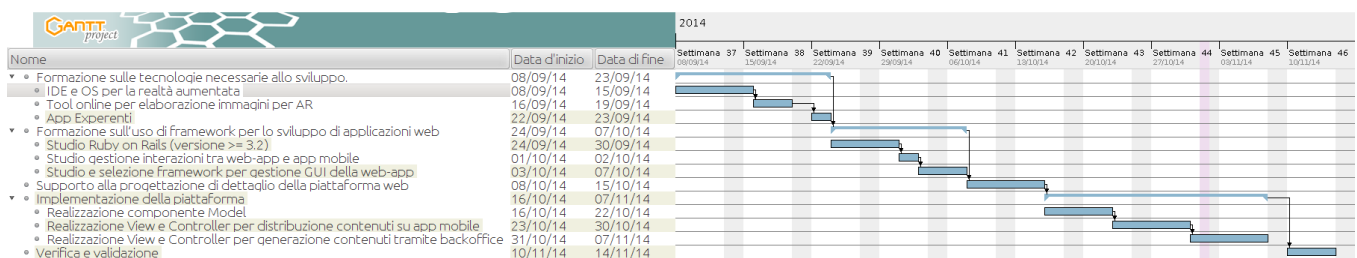 GANTT project
2014
Nome Data d'inizio Data di fine
Settimana 37 Settimana 38 Settimana 39 Settimana 40 Settimana 41 Settimana 42 Settimana 43 Settimana 44 Settimana 45 Settimana 46
08/09/14 15/09/14 22/09/14 29/09/14 06/10/14 13/10/14 20/10/14 27/10/14 03/11/14 10/11/14
Formazione sulle tecnologie necessarie allo sviluppo. 08/09/14 23/09/14
IDE e OS per la realtà aumentata 08/09/14 15/09/14
Tool online per elaborazione immagini per AR 16/09/14 19/09/14
App Experenti 22/09/14 23/09/14
Formazione sull'uso di framework per lo sviluppo di applicazioni web 24/09/14 07/10/14
Studio Ruby on Rails (versione >= 3.2) 24/09/14 30/09/14
Studio gestione interazioni tra web-app e app mobile 01/10/14 02/10/14
Studio e selezione framework per gestione GUI della web-app 03/10/14 07/10/14
Supporto alla progettazione di dettaglio della piattaforma web 08/10/14 15/10/14
Implementazione della piattaforma 16/10/14 07/11/14
Realizzazione componente Model 16/10/14 22/10/14
Realizzazione View e Controller per distribuzione contenuti su app mobile 23/10/14 30/10/14
Realizzazione View e Controller per generazione contenuti tramite backoffice 31/10/14 07/11/14
Verifica e validazione 10/11/14 14/11/14